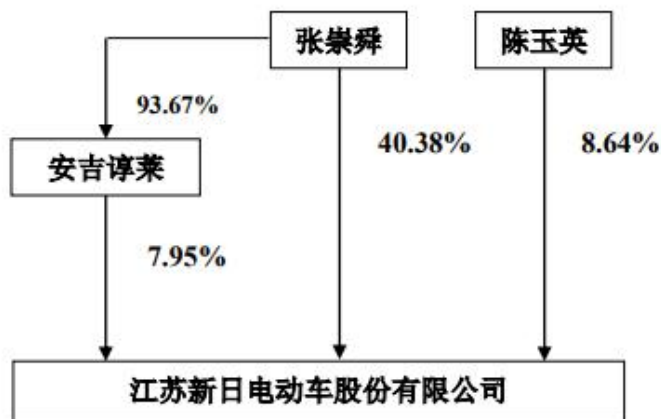 张崇舜
陈玉英
93.67%
40.38%
8.64%
安吉谆莱
7.95%
江苏新日电动车股份有限公司